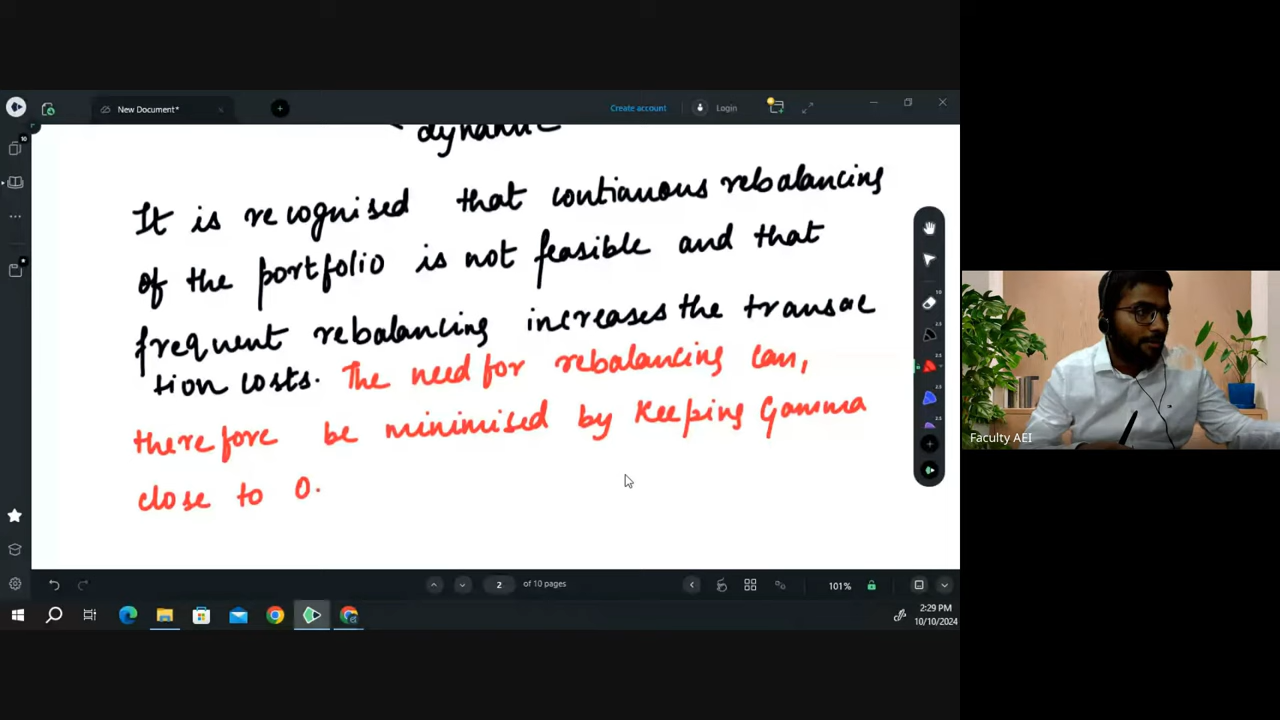 New Document*
Create account
Login
dynamic
It is recognised that contianous rebalancing
of the portfolio is not feasible and that
frequent rebalancing increases the transac
tion costs. The need for rebalancing can,
therefore be minimised by Keeping Gamma
close to 0.
Faculty AEI
2 of 10 pages
101%
2:29 PM
10/10/2024